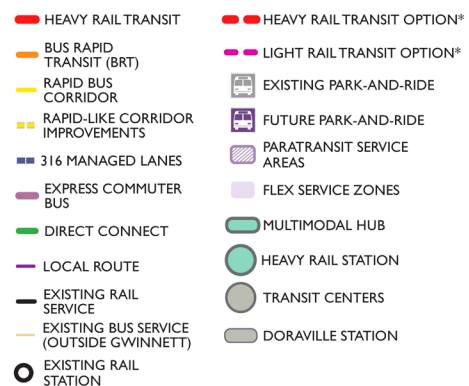 HEAVY RAIL TRANSIT
BUS RAPID
TRANSIT (BRT)
RAPID BUS
CORRIDOR
RAPID-LIKE CORRIDOR
IMPROVEMENTS
316 MANAGED LANES
EXPRESS COMMUTER
BUS
DIRECT CONNECT
LOCAL ROUTE
EXISTING RAIL
SERVICE
EXISTING BUS SERVICE
(OUTSIDE GWINNETT)
EXISTING RAIL
STATION
HEAVY RAIL TRANSIT OPTION*
LIGHT RAIL TRANSIT OPTION*
EXISTING PARK-AND-RIDE
FUTURE PARK-AND-RIDE
PARATRANSIT SERVICE
AREAS
FLEX SERVICE ZONES
MULTIMODAL HUB
HEAVY RAIL STATION
TRANSIT CENTERS
DORAVILLE STATION